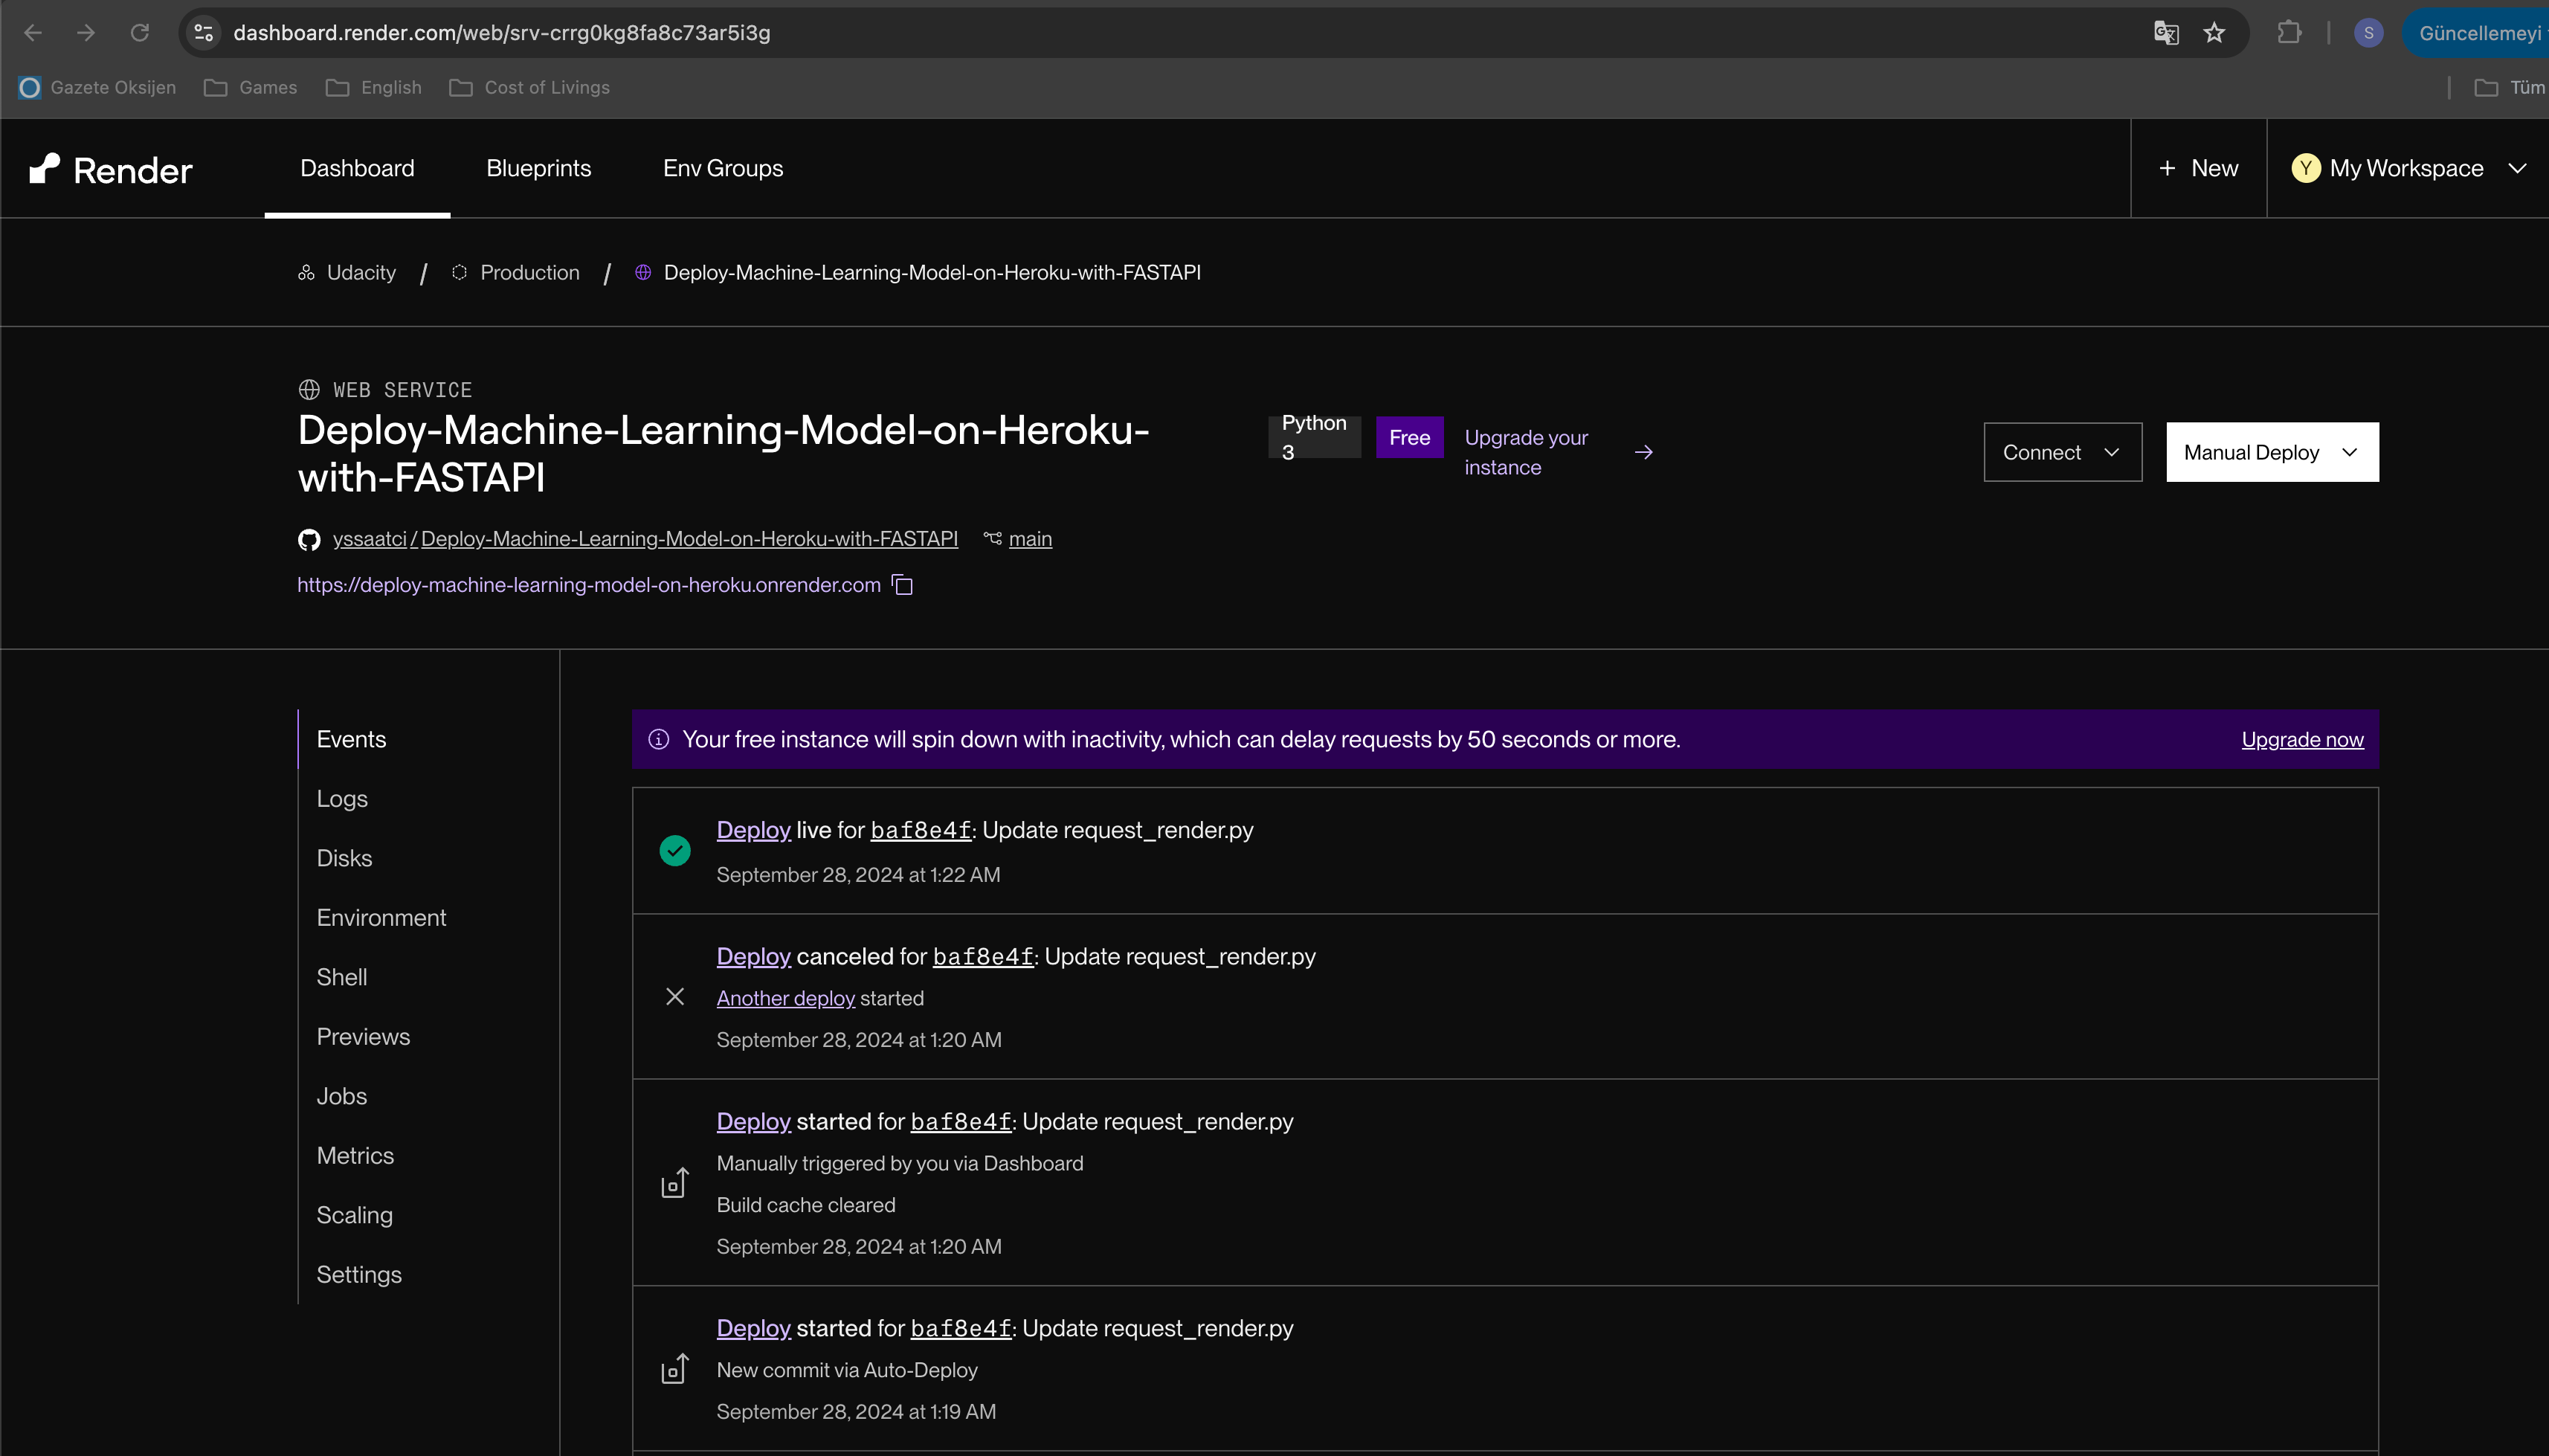 dashboard.render.com/web/srv-crrg0kg8fa8c73ar5i3g
S
Güncellemeyi
Gazete Oksijen
Games
English
Cost of Livings
Tüm
Render
Dashboard
Blueprints
Env Groups
+ New
Y
My Workspace
Udacity / Production / Deploy-Machine-Learning-Model-on-Heroku-with-FASTAPI
WEB SERVICE
Deploy-Machine-Learning-Model-on-Heroku-
with-FASTAPI
Python
3
Free
Upgrade your
instance
Connect
Manual Deploy
yssaatci / Deploy-Machine-Learning-Model-on-Heroku-with-FASTAPI
main
https://deploy-machine-learning-model-on-heroku.onrender.com
Events
Logs
Disks
Environment
Shell
Previews
Jobs
Metrics
Scaling
Settings
Your free instance will spin down with inactivity, which can delay requests by 50 seconds or more.
Upgrade now
Deploy live for baf8e4f: Update request_render.py
September 28, 2024 at 1:22 AM
Deploy canceled for baf8e4f: Update request_render.py
Another deploy started
September 28, 2024 at 1:20 AM
Deploy started for baf8e4f: Update request_render.py
Manually triggered by you via Dashboard
Build cache cleared
September 28, 2024 at 1:20 AM
Deploy started for baf8e4f: Update request_render.py
New commit via Auto-Deploy
September 28, 2024 at 1:19 AM